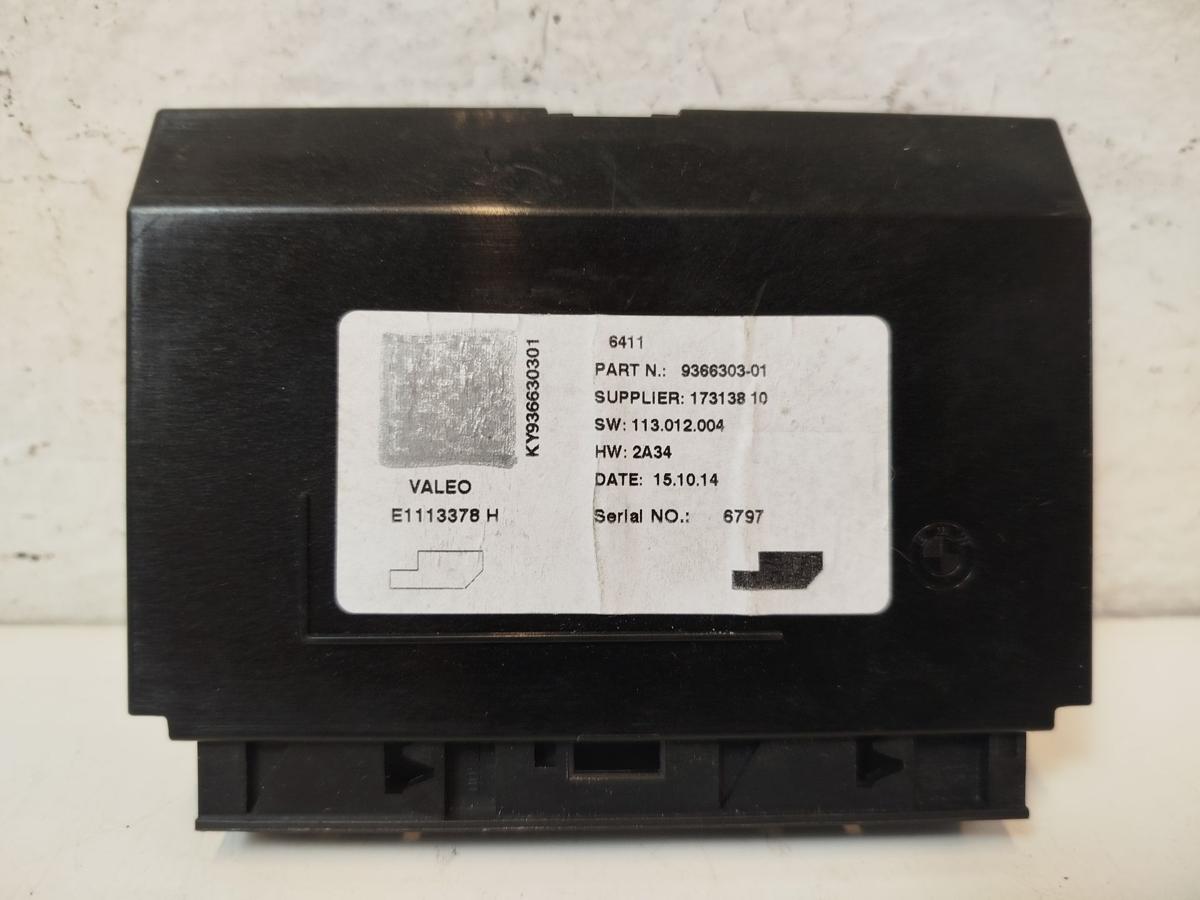 KY936630301
VALEO
E1113378 H
6411
PART N.: 9366303-01
SUPPLIER: 173138 10
SW: 113.012.004
HW: 2A34
DATE: 15.10.14
Serial NO.: 6797